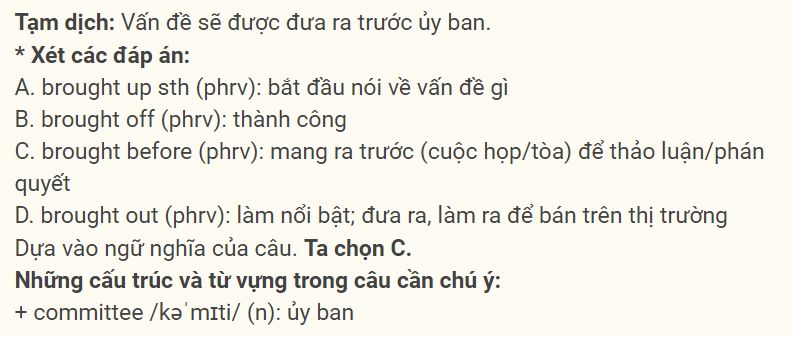 Tạm dịch: Vấn đề sẽ được đưa ra trước ủy ban.
* Xét các đáp án:
A. brought up sth (phrv): bắt đầu nói về vấn đề gì
B. brought off (phrv): thành công
C. brought before (phrv): mang ra trước (cuộc họp/tòa) để thảo luận/phán
quyết
D. brought out (phrv): làm nổi bật; đưa ra, làm ra để bán trên thị trường
Dựa vào ngữ nghĩa của câu. Ta chọn C.
Những cấu trúc và từ vựng trong câu cần chú ý:
+ committee /kəˈmɪti/ (n): ủy ban